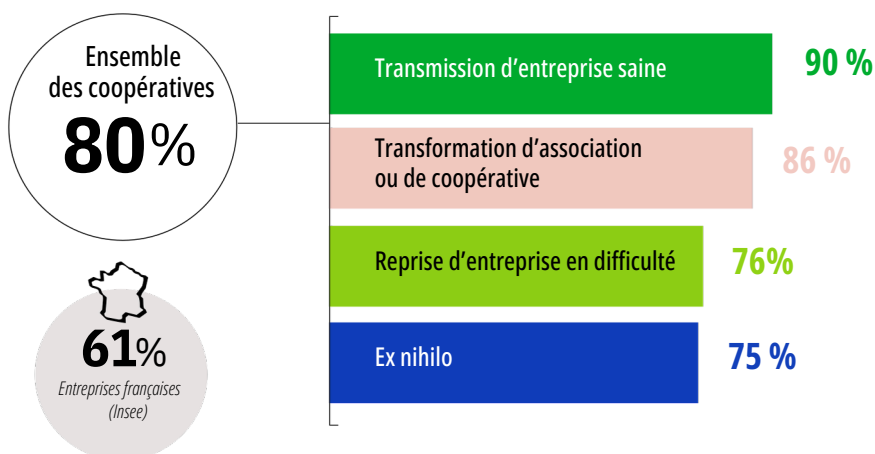 Ensemble
des coopératives
80%
Transmission d’entreprise saine
90 %
Transformation d’association
ou de coopérative
86 %
Reprise d’entreprise en difficulté
76%
Ex nihilo
75 %
61%
Entreprises françaises
(Insee)